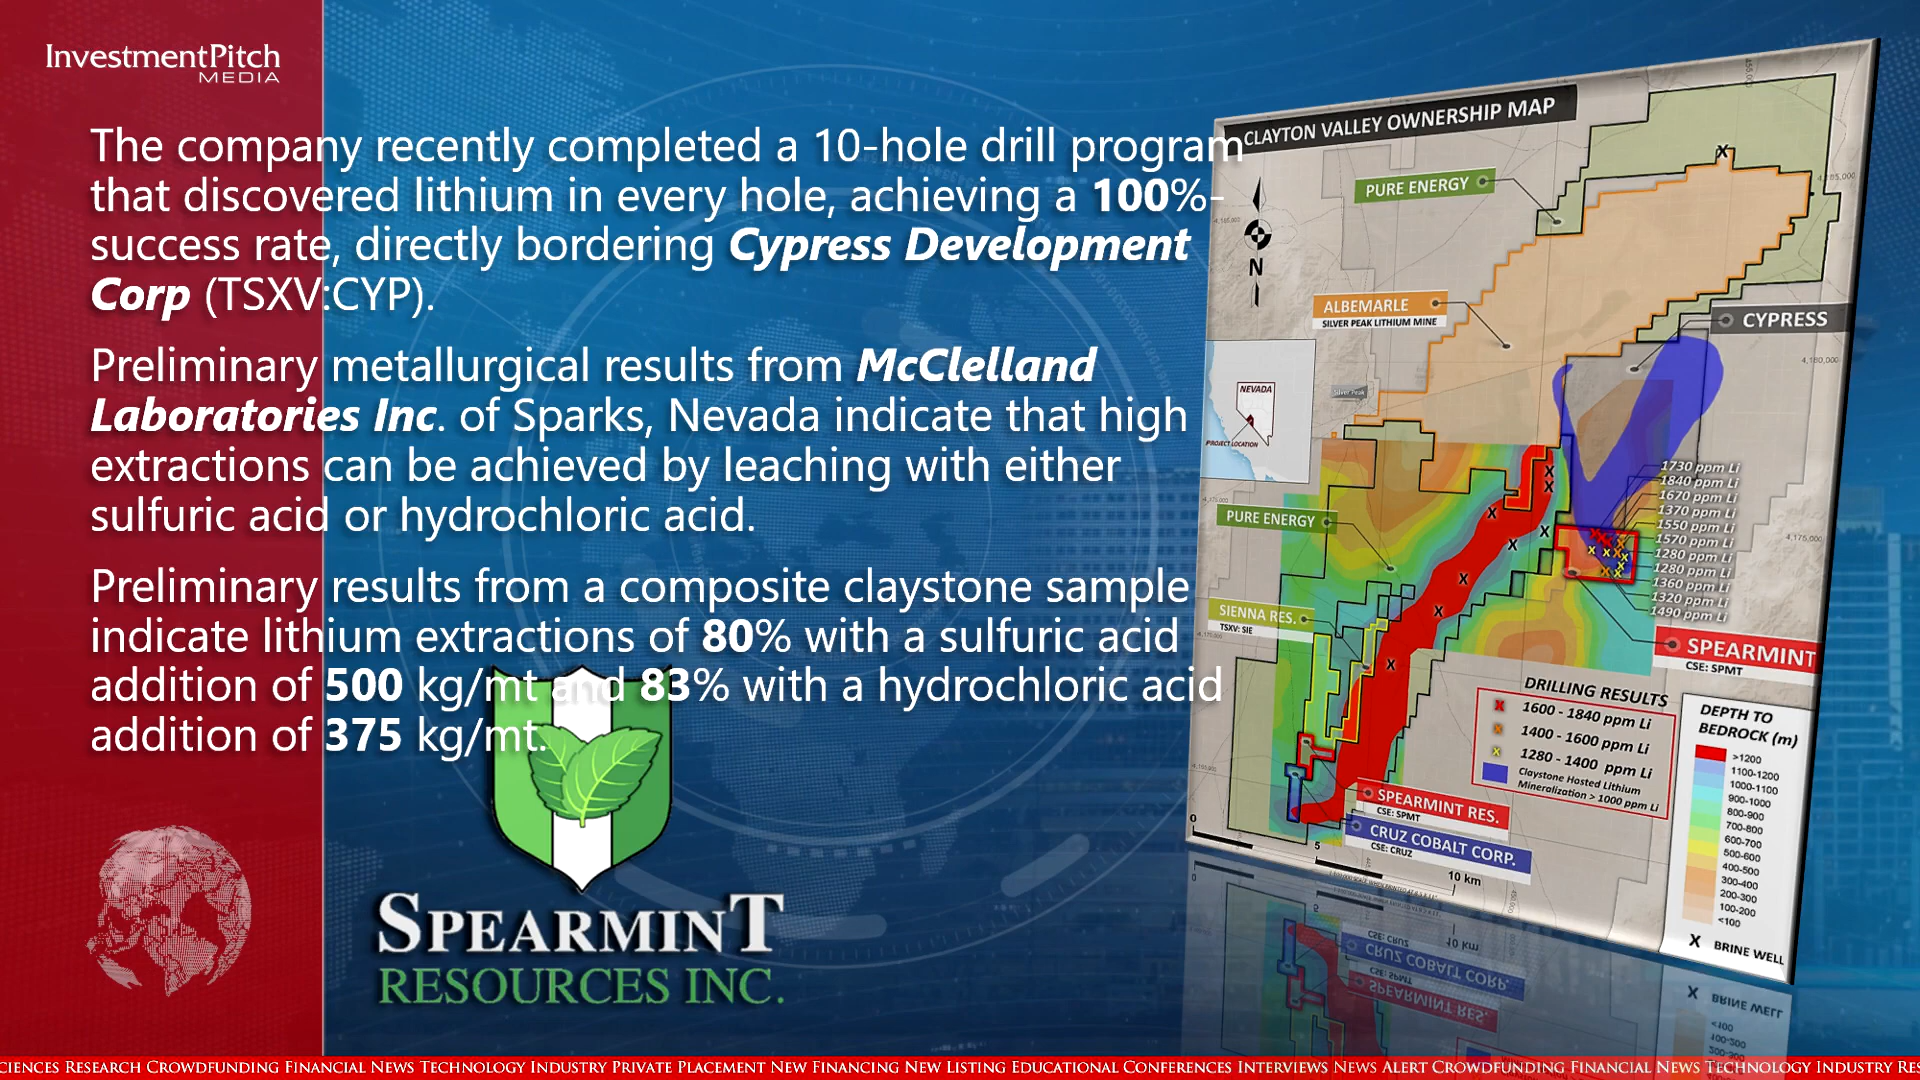 InvestmentPitch
MEDIA
The company recently completed a 10-hole drill program
that discovered lithium in every hole, achieving a 100%-
success rate, directly bordering Cypress Development
Corp (TSXV:CYP).
Preliminary metallurgical results from McClelland
Laboratories Inc. of Sparks, Nevada indicate that high
extractions can be achieved by leaching with either
sulfuric acid or hydrochloric acid.
Preliminary results from a composite claystone sample
indicate lithium extractions of 80% with a sulfuric acid
addition of 500 kg/mt and 83% with a hydrochloric acid
addition of 375 kg/mt.
SPEARMINT
RESOURCES INC.
CLAYTON VALLEY OWNERSHIP MAP
PURE ENERGY
N
ALBEMARLE
SILVER PEAK LITHIUM MINE
CYPRESS
NEVADA
PROJECT LOCATION
Silver Peak
PURE ENERGY
SIENNA RES.
TSXV: SIE
1730 ppm Li
1840 ppm Li
1670 ppm Li
1370 ppm Li
1550 ppm Li
1570 ppm Li
1280 ppm Li
1280 ppm Li
1360 ppm Li
1320 ppm Li
1490 ppm Li
SPEARMINT
CSE: SPMT
DRILLING RESULTS
X 1600 - 1840 ppm Li
X 1400 - 1600 ppm Li
X 1280 - 1400 ppm Li
Claystone Hosted Lithium
Mineralization > 1000 ppm Li
DEPTH TO
BEDROCK (m)
>1200
1100-1200
1000-1100
900-1000
800-900
700-800
600-700
500-600
400-500
300-400
200-300
100-200
<100
X BRINE WELL
SPEARMINT RES.
CSE: SPMT
CRUZ COBALT CORP.
CSE: CRUZ
0
5
10 km
CIENCES RESEARCH CROWDFUNDING FINANCIAL NEWS TECHNOLOGY INDUSTRY PRIVATE PLACEMENT NEW FINANCING NEW LISTING EDUCATIONAL CONFERENCES INTERVIEWS NEWS ALERT CROWDFUNDING FINANCIAL NEWS TECHNOLOGY INDUSTRY RES